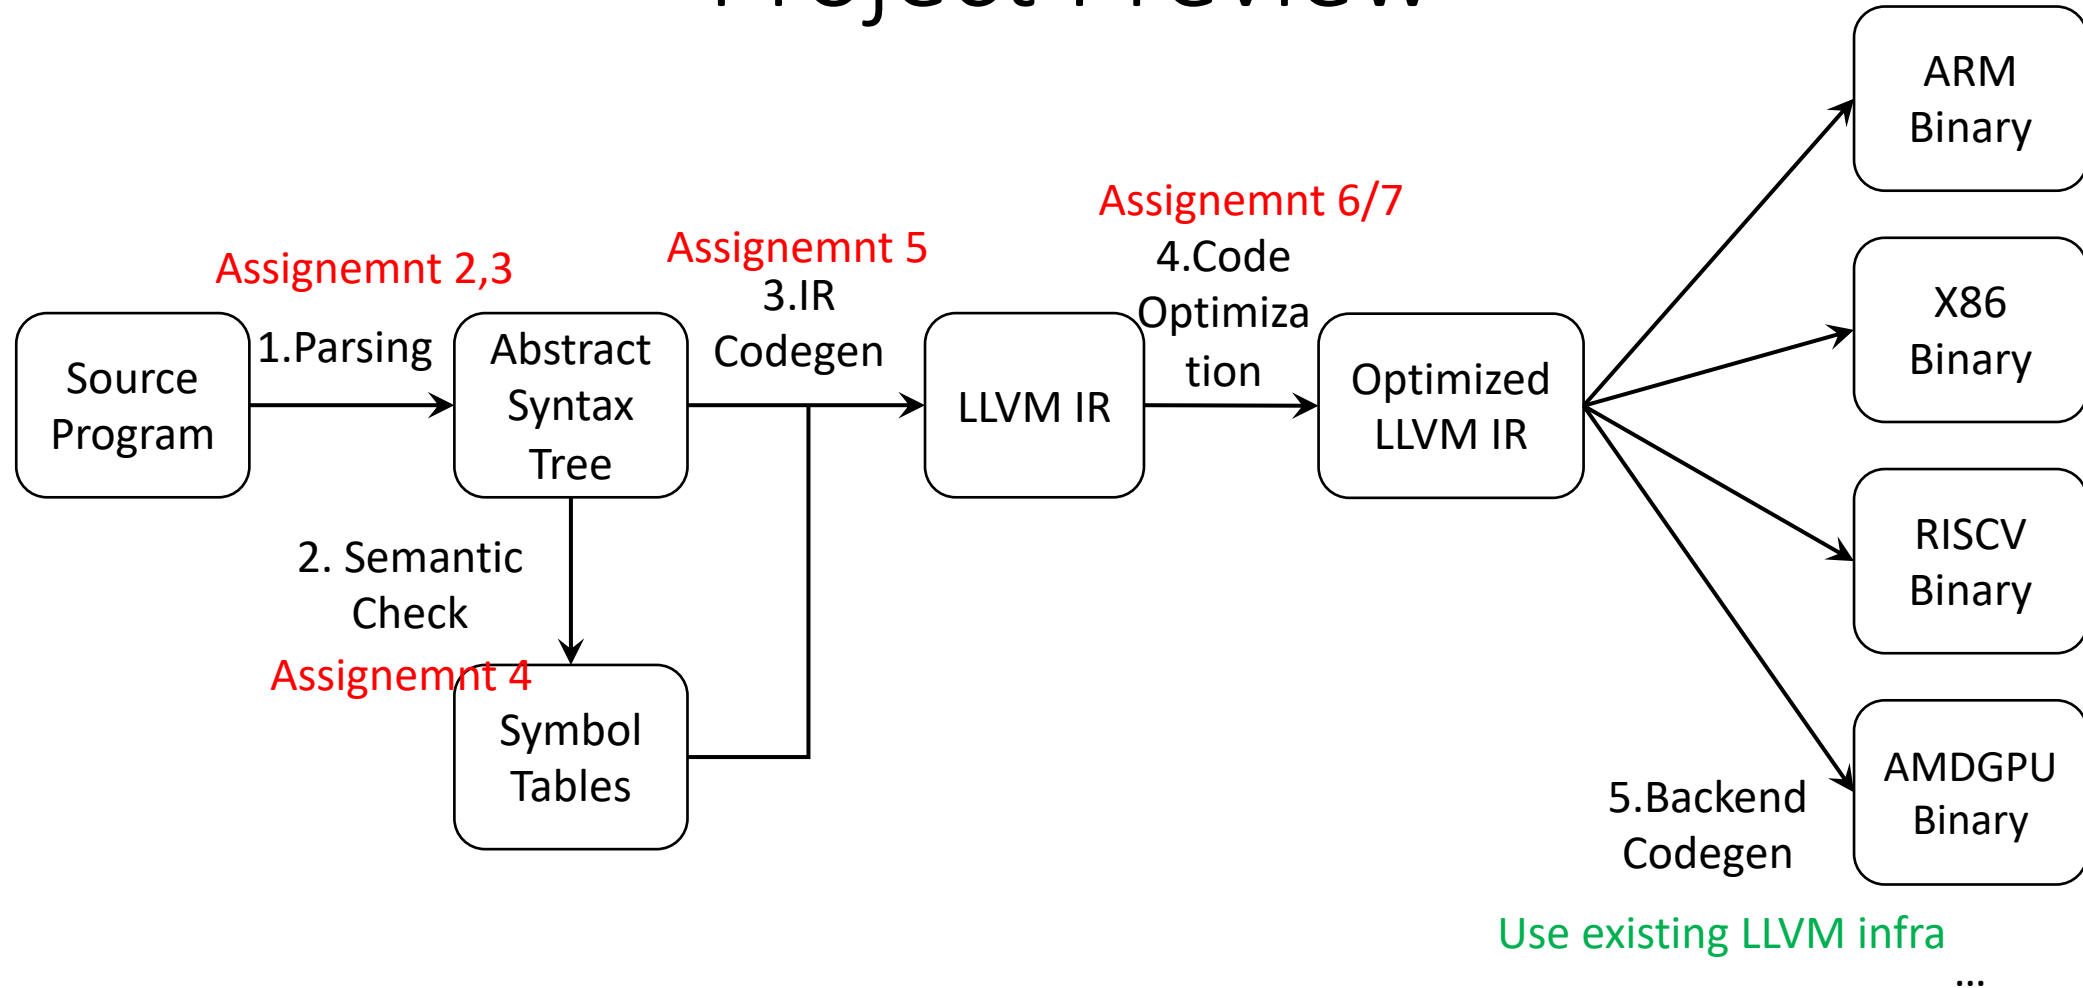 Project Preview
ARM
Binary
Assignemnt 6/7
Assignemnt 5
4.Code
Optimiza
tion
Assignemnt 2,3
3.IR
Codegen
X86
Binary
1.Parsing
Source
Program
Abstract
Syntax
Tree
LLVM IR
Optimized
LLVM IR
2. Semantic
Check
RISCV
Binary
Assignemnt 4
Symbol
Tables
5.Backend
Codegen
AMDGPU
Binary
Use existing LLVM infra
...